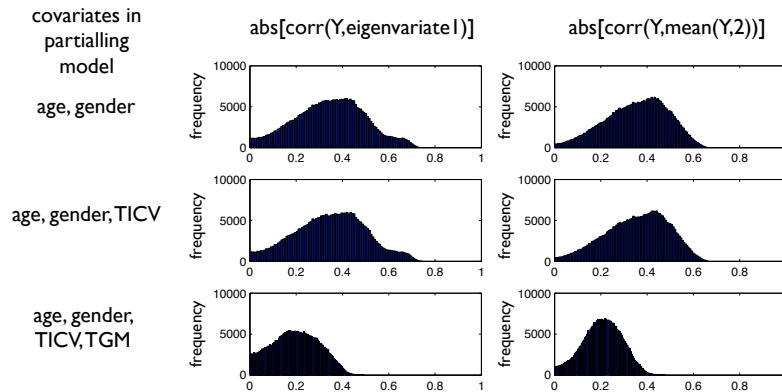 covariates in
partialling
model
abs[corr(Y,eigenvariate1)]
abs[corr(Y,mean(Y,2))]
age, gender
frequency
10000
5000
0
0 0.2 0.4 0.6 0.8 1
frequency
10000
5000
0
0 0.2 0.4 0.6 0.8
age, gender, TICV
frequency
10000
5000
0
0 0.2 0.4 0.6 0.8 1
frequency
10000
5000
0
0 0.2 0.4 0.6 0.8
age, gender,
TICV, TGM
frequency
10000
5000
0
0 0.2 0.4 0.6 0.8 1
frequency
10000
5000
0
0 0.2 0.4 0.6 0.8